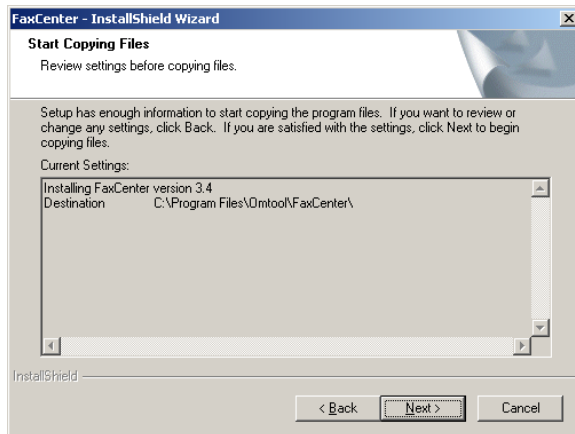 FaxCenter - InstallShield Wizard
Start Copying Files
Review settings before copying files.
Setup has enough information to start copying the program files. If you want to review or
change any settings, click Back. If you are satisfied with the settings, click Next to begin
copying files.
Current Settings:
Installing FaxCenter version 3.4
Destination C:\Program Files\Omtool\FaxCenter\
InstallShield
< Back Next > Cancel